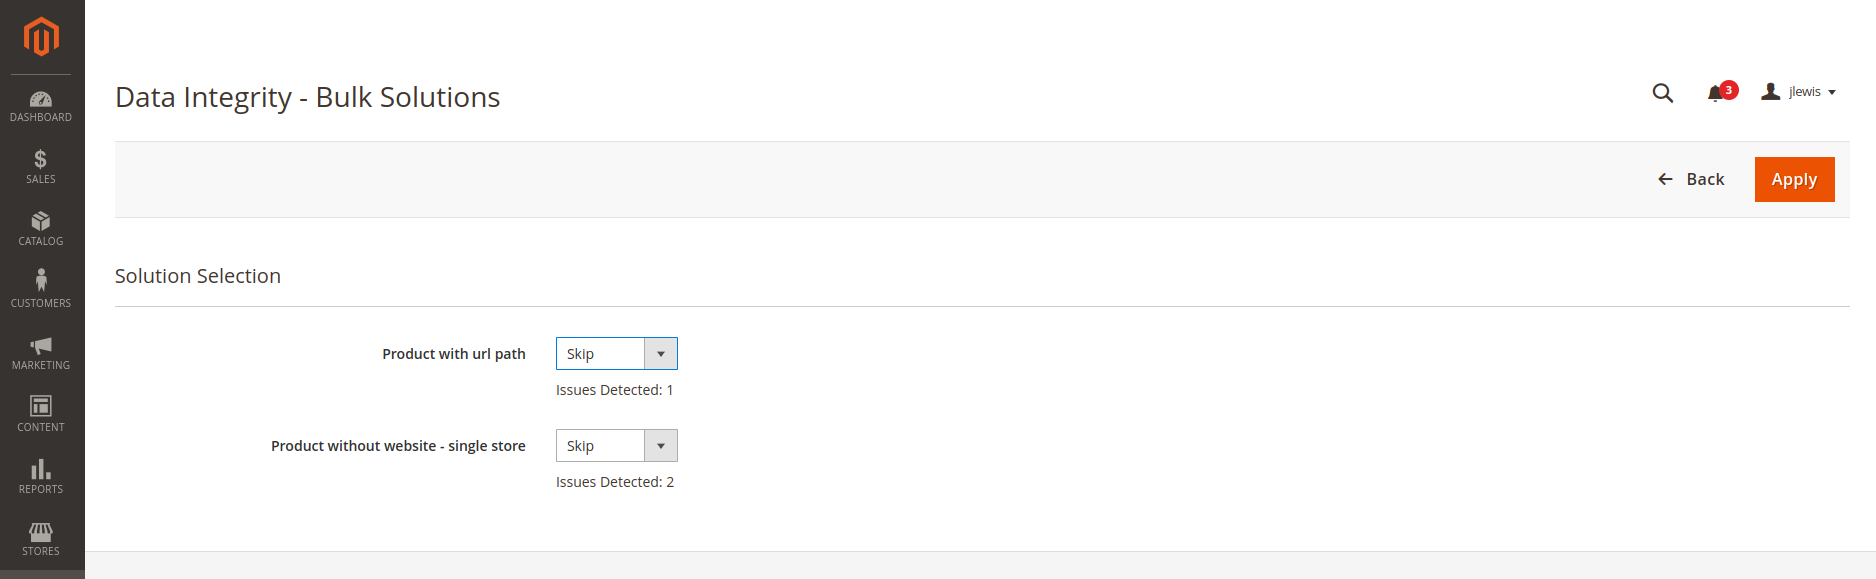 Data Integrity - Bulk Solutions
3
jlewis
Back
Apply
DASHBOARD
SALES
CATALOG
CUSTOMERS
MARKETING
CONTENT
REPORTS
STORES
Solution Selection
Product with url path
Skip
Issues Detected: 1
Product without website - single store
Skip
Issues Detected: 2